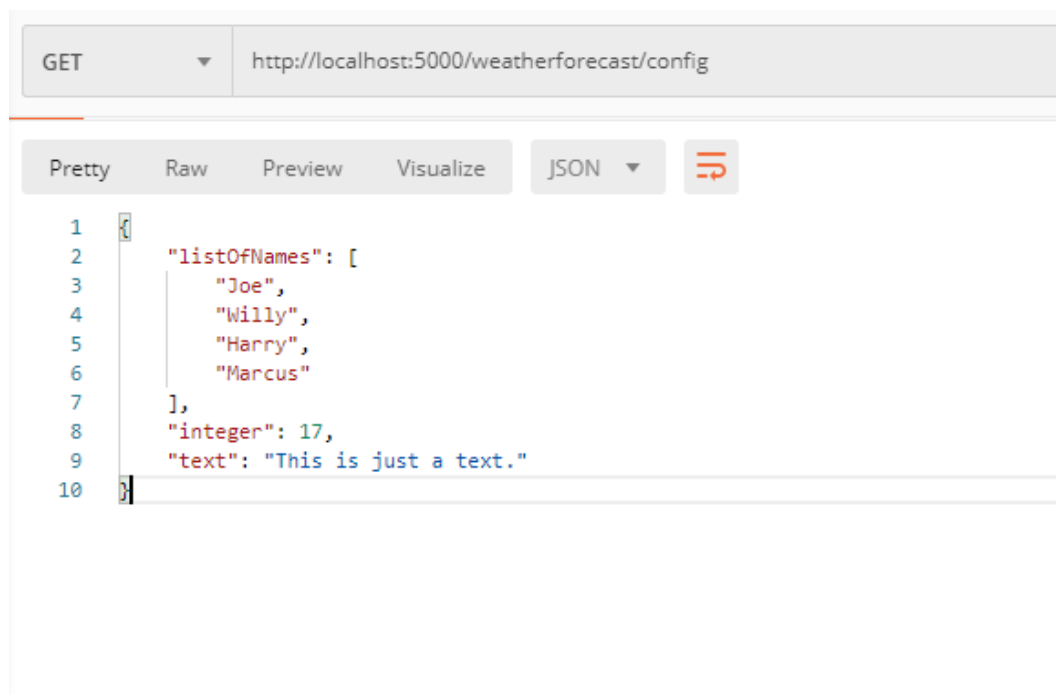 GET http://localhost:5000/weatherforecast/config
Pretty Raw Preview Visualize JSON
1 {
2 "listOfNames": [
3 "Joe",
4 "Willy",
5 "Harry",
6 "Marcus"
7 ],
8 "integer": 17,
9 "text": "This is just a text."
10 }